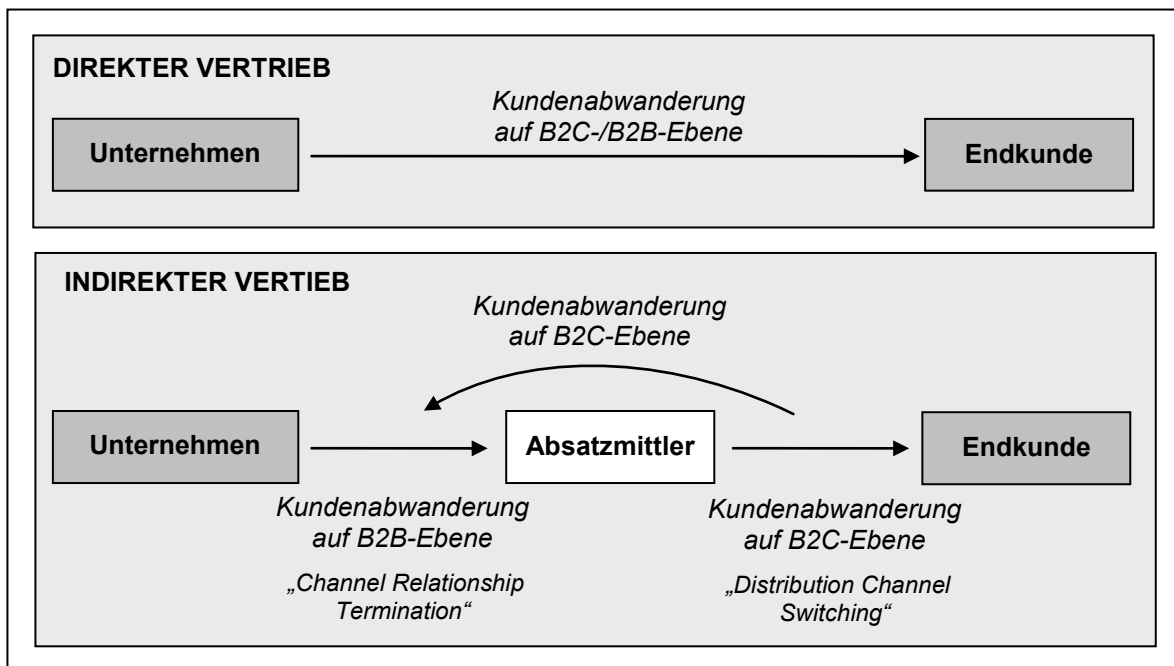 DIREKTER VERTRIEB
Kundenabwanderung
auf B2C-/B2B-Ebene
Unternehmen
Endkunde
INDIREKTER VERTIEB
Kundenabwanderung
auf B2C-Ebene
Unternehmen
Absatzmittler
Endkunde
Kundenabwanderung
auf B2B-Ebene
„Channel Relationship
Termination“
Kundenabwanderung
auf B2C-Ebene
„Distribution Channel
Switching“